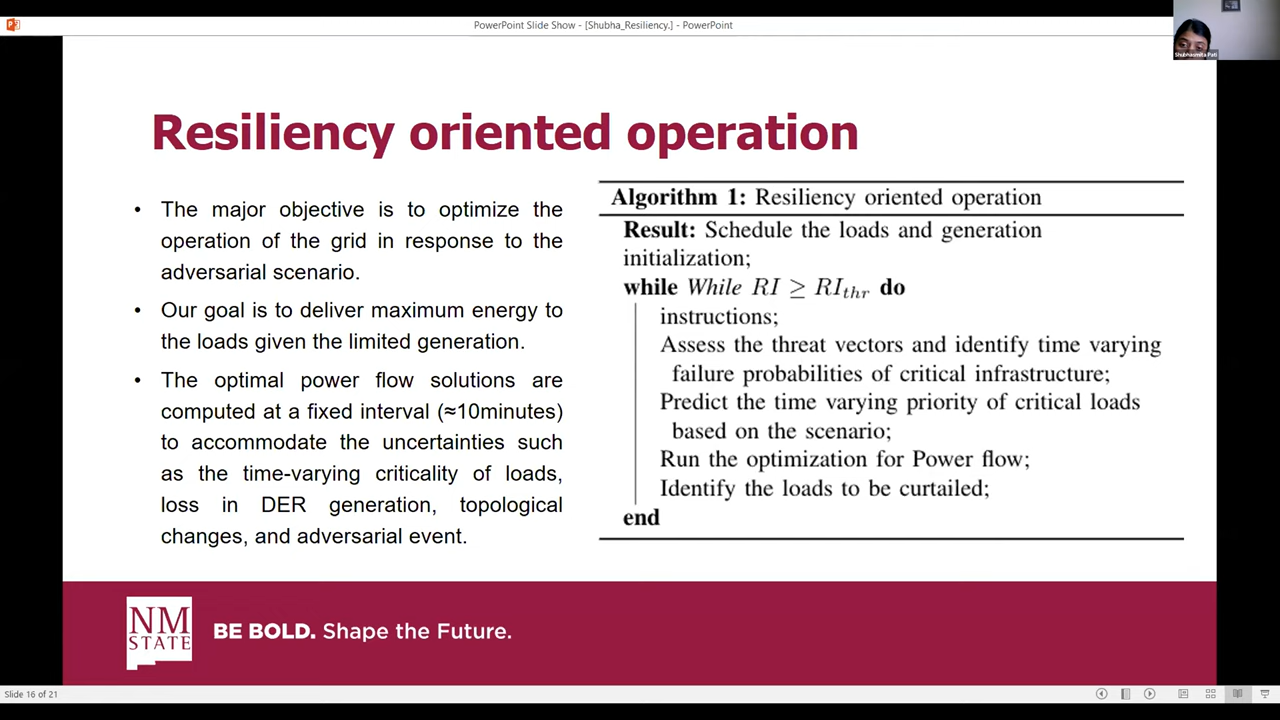 PowerPoint Slide Show - [Shubha_Resiliency.] - PowerPoint
Shubhasmita Pati
Resiliency oriented operation
• The major objective is to optimize the
operation of the grid in response to the
adversarial scenario.
• Our goal is to deliver maximum energy to
the loads given the limited generation.
• The optimal power flow solutions are
computed at a fixed interval (≈10minutes)
to accommodate the uncertainties such
as the time-varying criticality of loads,
loss in DER generation, topological
changes, and adversarial event.
Algorithm 1: Resiliency oriented operation
Result: Schedule the loads and generation
initialization;
while While RI ≥ RI_thr do
instructions;
Assess the threat vectors and identify time varying
failure probabilities of critical infrastructure;
Predict the time varying priority of critical loads
based on the scenario;
Run the optimization for Power flow;
Identify the loads to be curtailed;
end
NM
STATE
BE BOLD. Shape the Future.
Slide 16 of 21